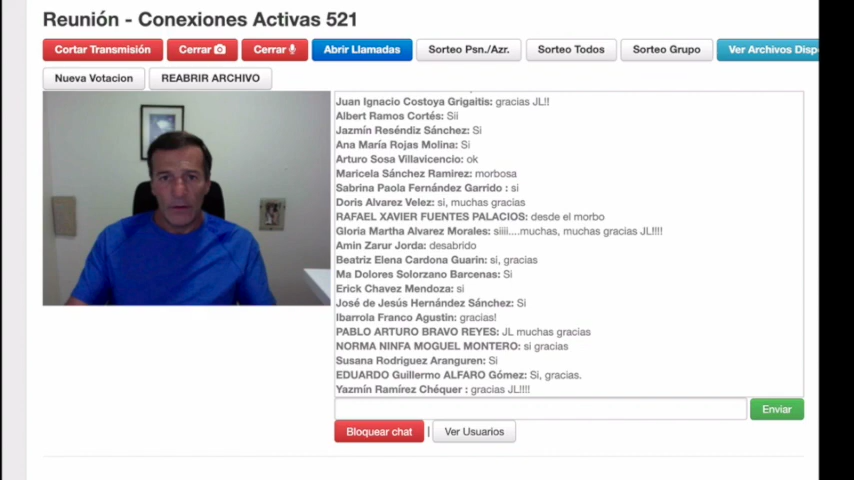 Reunión - Conexiones Activas 521
Cortar Transmisión Cerrar Cerrar Abrir Llamadas Sorteo Psn./Azr. Sorteo Todos Sorteo Grupo Ver Archivos Disp
Nueva Votacion REABRIR ARCHIVO
Juan Ignacio Costoya Grigaitis: gracias JL!!
Albert Ramos Cortés: Sii
Jazmín Reséndiz Sánchez: Si
Ana María Rojas Molina: Si
Arturo Sosa Villavicencio: ok
Maricela Sánchez Ramirez: morbosa
Sabrina Paola Fernández Garrido : si
Doris Alvarez Velez: si, muchas gracias
RAFAEL XAVIER FUENTES PALACIOS: desde el morbo
Gloria Martha Alvarez Morales: siiii....muchas, muchas gracias JL!!!!
Amin Zarur Jorda: desabrido
Beatriz Elena Cardona Guarin: si, gracias
Ma Dolores Solorzano Barcenas: Si
Erick Chavez Mendoza: si
José de Jesús Hernández Sánchez: Si
Ibarrola Franco Agustin: gracias!
PABLO ARTURO BRAVO REYES: JL muchas gracias
NORMA NINFA MOGUEL MONTERO: si gracias
Susana Rodriguez Aranguren: Si
EDUARDO Guillermo ALFARO Gómez: Si, gracias.
Yazmín Ramírez Chéquer : gracias JL!!!!
Enviar
Bloquear chat | Ver Usuarios